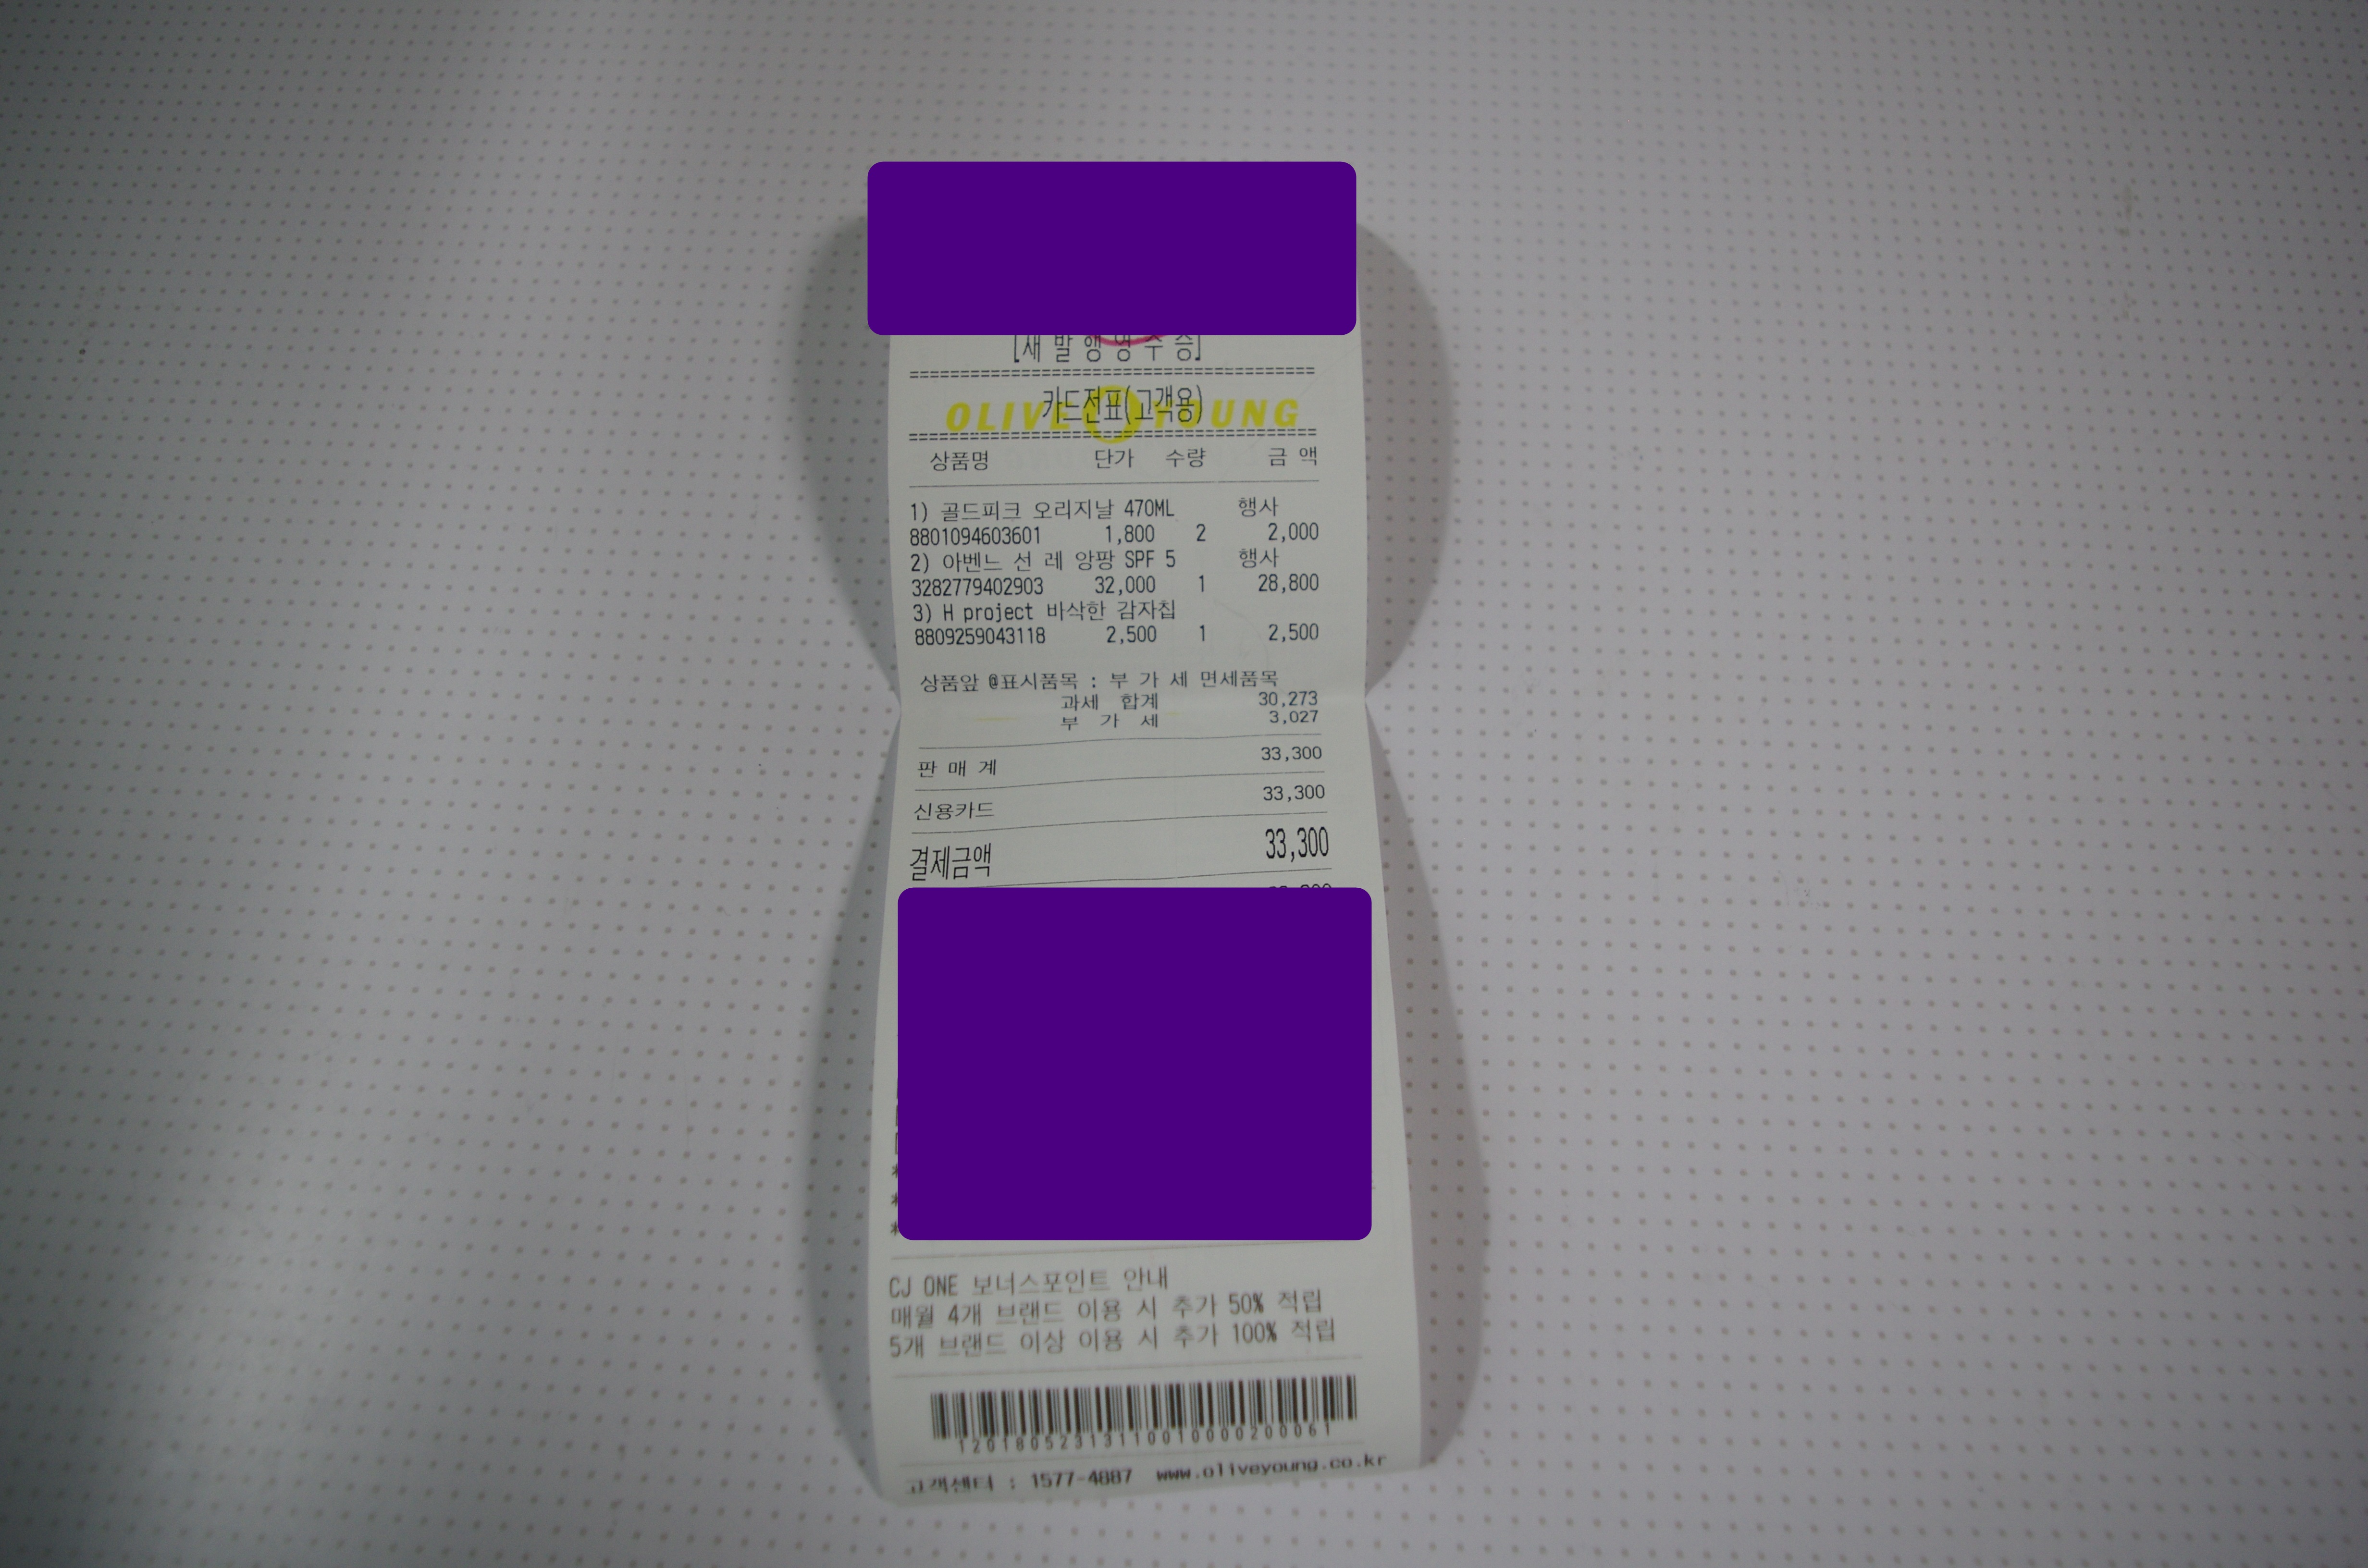 [재 발 행 영 수 증]
========================================
카드전표(고객용)
OLIVE YOUNG
========================================
상품명 단가 수량 금 액
1) 골드피크 오리지날 470ML 행사
8801094603601 1,800 2 2,000
2) 아벤느 선 레 앙팡 SPF 5 행사
3282779402903 32,000 1 28,800
3) H project 바삭한 감자칩
8809259043118 2,500 1 2,500
상품앞 @표시품목 : 부 가 세 면세품목
과세 합계 30,273
부 가 세 3,027
판 매 계 33,300
신용카드 33,300
결제금액 33,300
CJ ONE 보너스포인트 안내
매월 4개 브랜드 이용 시 추가 50% 적립
5개 브랜드 이상 이용 시 추가 100% 적립
12018052313110010000200061
고객센터 : 1577-4887 www.oliveyoung.co.kr